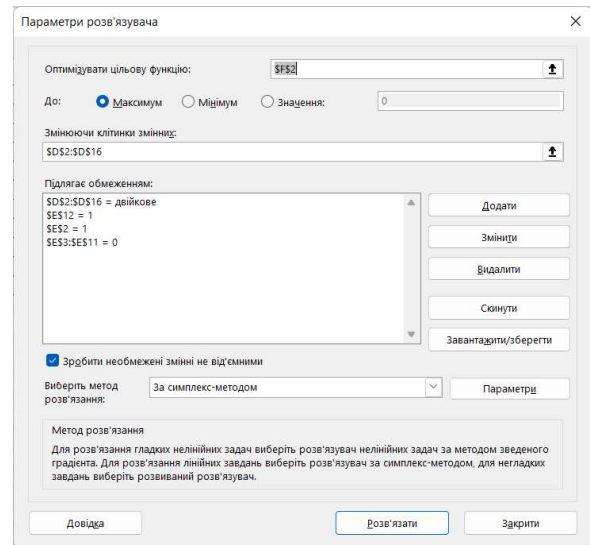 Параметри розв'язувача
Оптимізувати цільову функцію:
$F$2
До:
Максимум
Мінімум
Значення:
0
Змінюючи клітинки змінних:
$D$2:$D$16
Підлягає обмеженням:
$D$2:$D$16 = двійкове
$E$12 = 1
$E$2 = 1
$E$3:$E$11 = 0
Додати
Змінити
Видалити
Скинути
Завантажити/зберегти
Зробити необмежені змінні не від'ємними
Виберіть метод
розв'язання:
За симплекс-методом
Параметри
Метод розв'язання
Для розв'язання гладких нелінійних задач виберіть розв'язувач нелінійних задач за методом зведеного
градієнта. Для розв'язання лінійних завдань виберіть розв'язувач за симплекс-методом, для негладких
завдань виберіть розвиваний розв'язувач.
Довідка
Розв'язати
Закрити